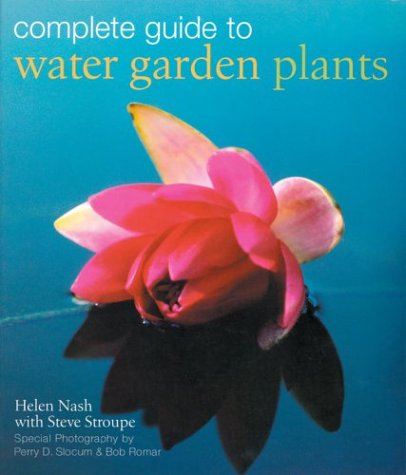 complete guide to
water garden plants
Helen Nash
with Steve Stroupe
Special Photography by
Perry D. Slocum & Bob Romar